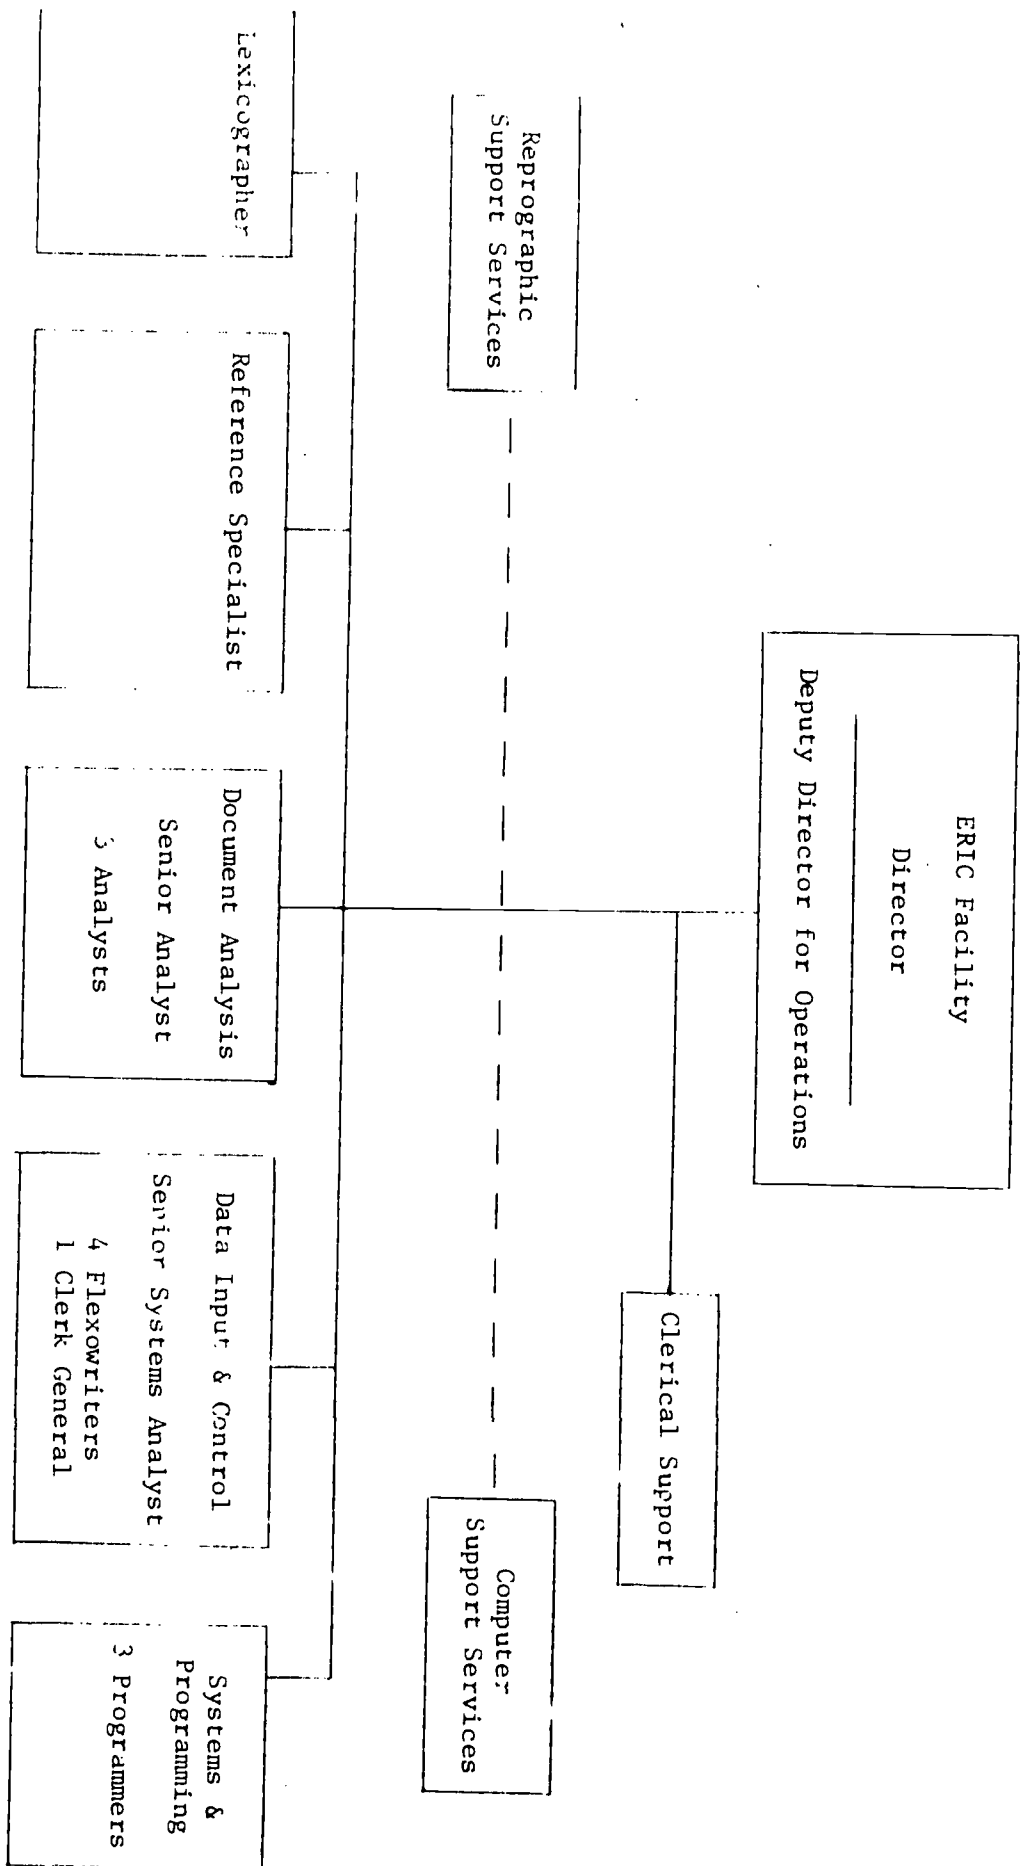 ERIC Facility
Director
Deputy Director for Operations
Clerical Support
Reprographic
Support Services
Computer
Support Services
Lexicographer
Reference Specialist
Document Analysis
Senior Analyst
Analysts
Data Input & Control
Senior Systems Analyst
4 Flexowriters
1 Clerk General
Systems &
Programming
3 Programmers